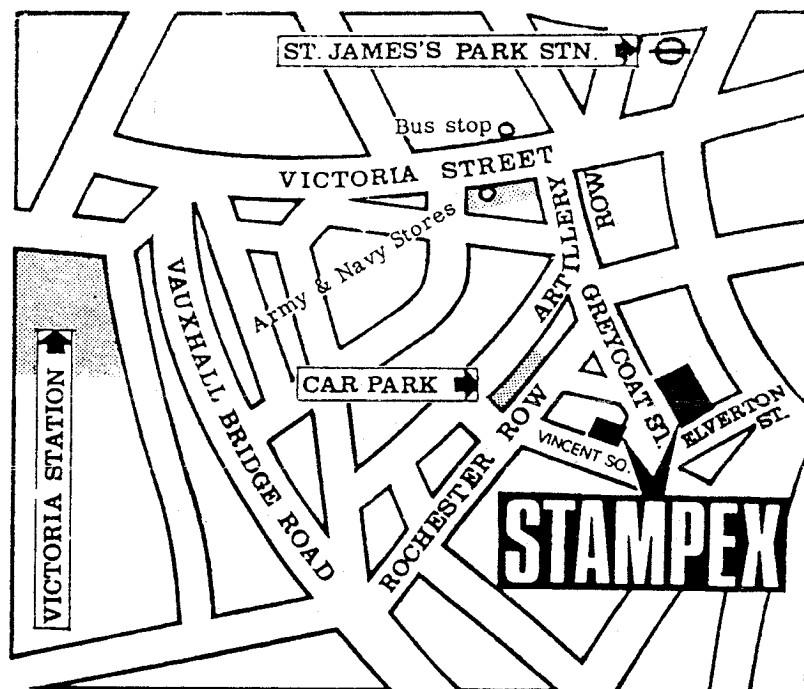 ST. JAMES'S PARK STN.
Bus stop
VICTORIA STREET
ARTILLERY
ROW
Army & Navy Stores
VAUXHALL BRIDGE ROAD
GREYCOAT ST.
CAR PARK
VICTORIA STATION
ROCHESTER ROW
VINCENT SQ.
ELVERTON
ST.
STAMPEX